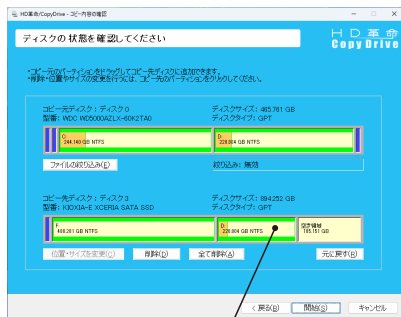 HD革命/CopyDrive - コピー内容の確認
ディスクの状態を確認してください
HD革命
CopyDrive
・コピー元のパーティションをドラッグしてコピー先ディスクに追加できます。
・削除・位置やサイズの変更を行うには、コピー先のパーティションをクリックしてください。
コピー元ディスク：ディスク 0 ディスクサイズ: 465.761 GB
型番: WDC WD5000AZLX-60K2TA0 ディスクタイプ: GPT
C: D:
244.140 GB NTFS 220.804 GB NTFS
ファイルの絞り込み(E) 絞り込み: 無効
コピー先ディスク：ディスク 3 ディスクサイズ: 894.252 GB
型番: KIOXIA-E XCERIA SATA SSD ディスクタイプ: GPT
D: 空き領域:
220.804 GB NTFS 185.151 GB
位置・サイズを変更(C) 削除(D) 全て削除(A) 元に戻す(R)
< 戻る(B) 開始(S) キャンセル